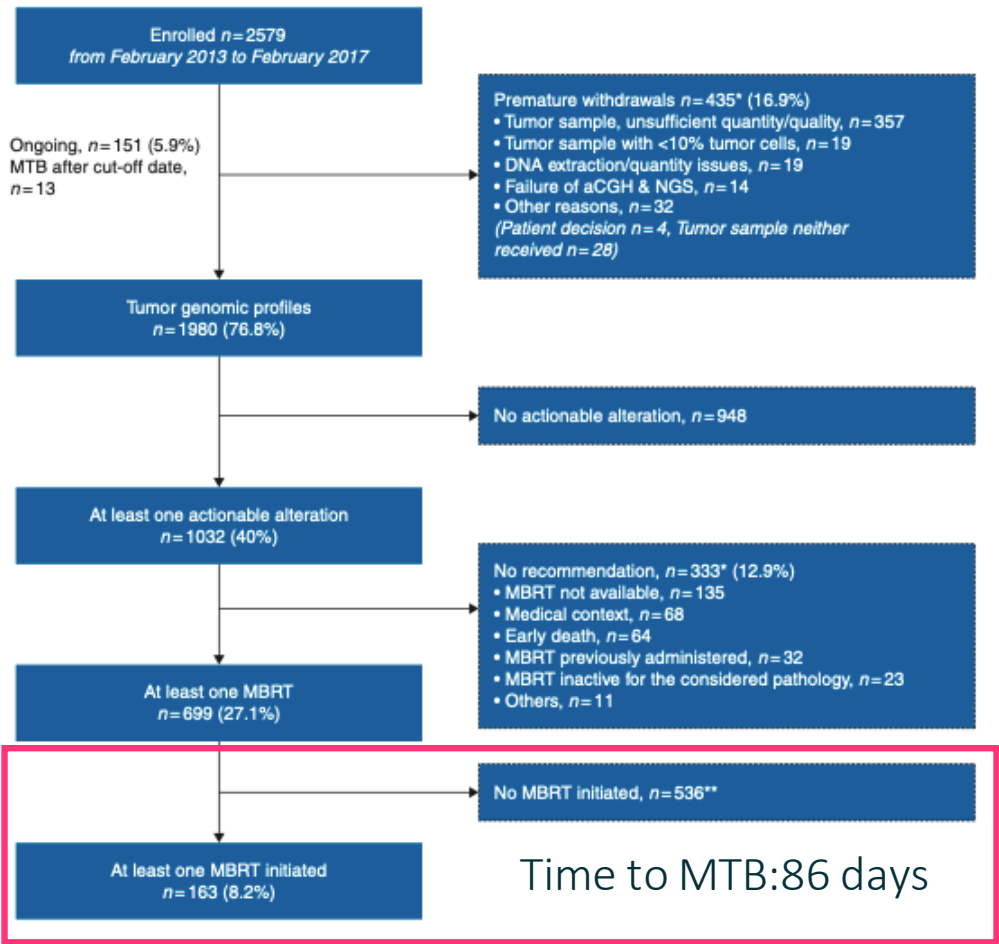 Enrolled n=2579
from February 2013 to February 2017
Ongoing, n=151 (5.9%)
MTB after cut-off date,
n=13
Premature withdrawals n=435* (16.9%)
• Tumor sample, unsufficient quantity/quality, n=357
• Tumor sample with <10% tumor cells, n=19
• DNA extraction/quantity issues, n=19
• Failure of aCGH & NGS, n=14
• Other reasons, n=32
(Patient decision n=4, Tumor sample neither
received n=28)
Tumor genomic profiles
n=1980 (76.8%)
No actionable alteration, n=948
At least one actionable alteration
n=1032 (40%)
No recommendation, n=333* (12.9%)
• MBRT not available, n=135
• Medical context, n=68
• Early death, n=64
• MBRT previously administered, n=32
• MBRT inactive for the considered pathology, n=23
• Others, n=11
At least one MBRT
n=699 (27.1%)
No MBRT initiated, n=536**
At least one MBRT initiated
n=163 (8.2%)
Time to MTB:86 days